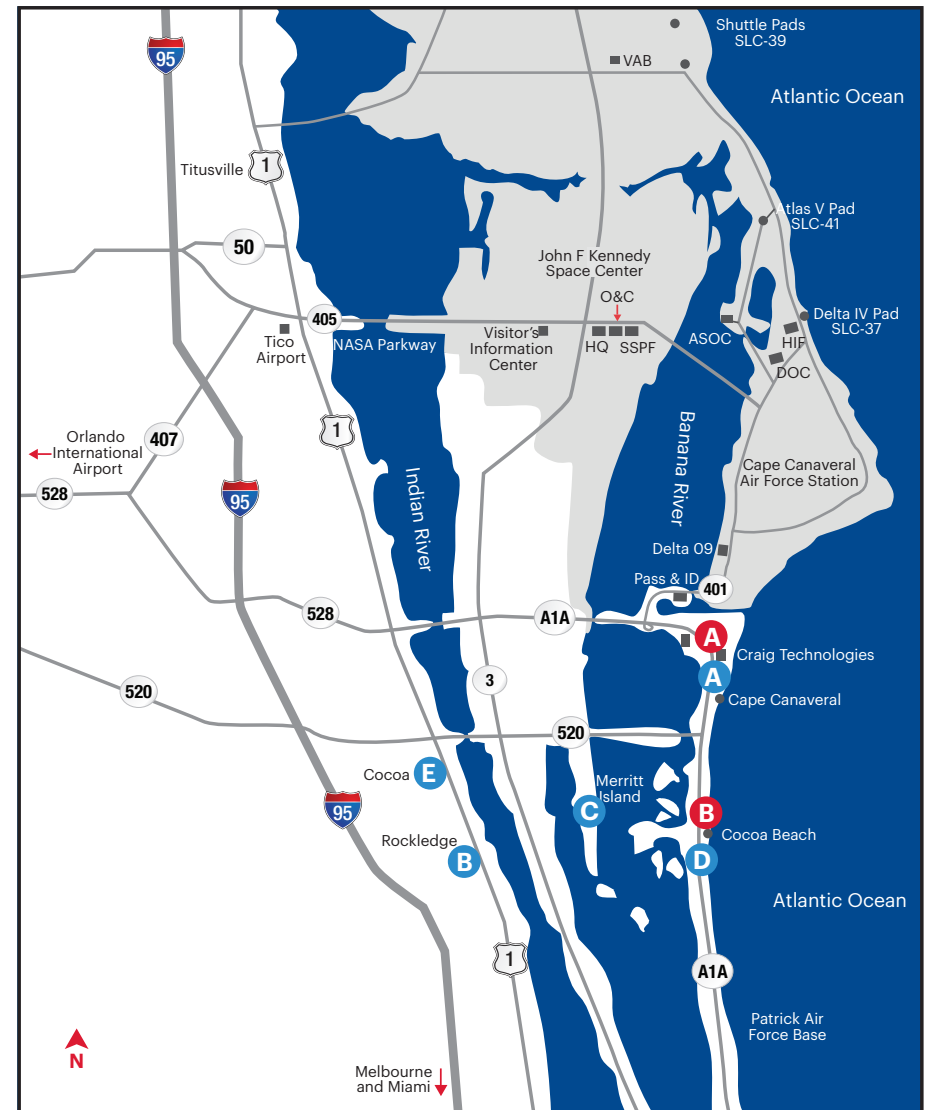 Shuttle Pads
SLC-39
95
VAB
Atlantic Ocean
Titusville
1
Atlas V Pad
SLC-41
50
John F Kennedy
Space Center
O&C
405
Delta IV Pad
SLC-37
Tico
Airport
NASA Parkway
Visitor's
Information
Center
HQ
SSPF
ASOC
HIF
DOC
1
Banana River
Orlando
International
Airport
407
Cape Canaveral
Air Force Station
528
95
Indian River
Delta 09
Pass & ID
401
528
A1A
A
Craig Technologies
A
3
520
Cape Canaveral
520
Cocoa
E
Merritt
Island
95
C
B
Cocoa Beach
Rockledge
B
D
Atlantic Ocean
1
A1A
Patrick Air
Force Base
N
Melbourne
and Miami